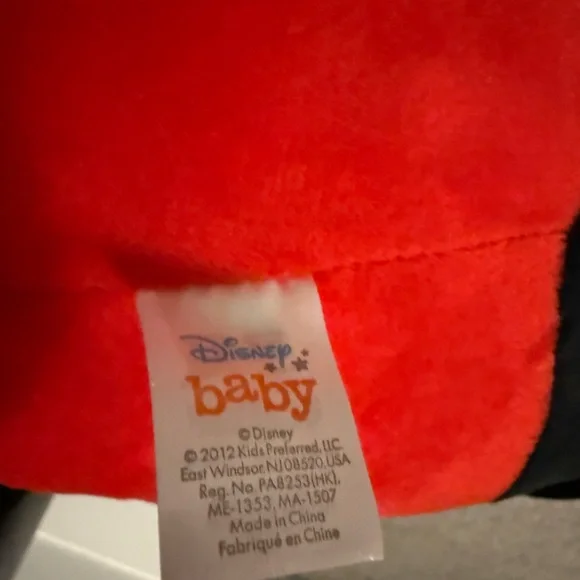 Disney
baby
© Disney
© 2012 Kids Preferred, LLC
East Windsor NJ 08520, USA
Reg. No PA8253(HK),
ME-1353, MA-1507
Made in China
Fabriqué en Chine